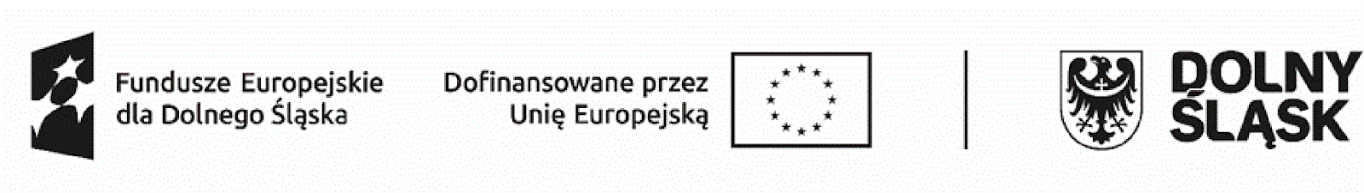 Fundusze Europejskie
dla Dolnego Śląska
Dofinansowane przez
Unię Europejską
DOLNY
ŚLĄSK